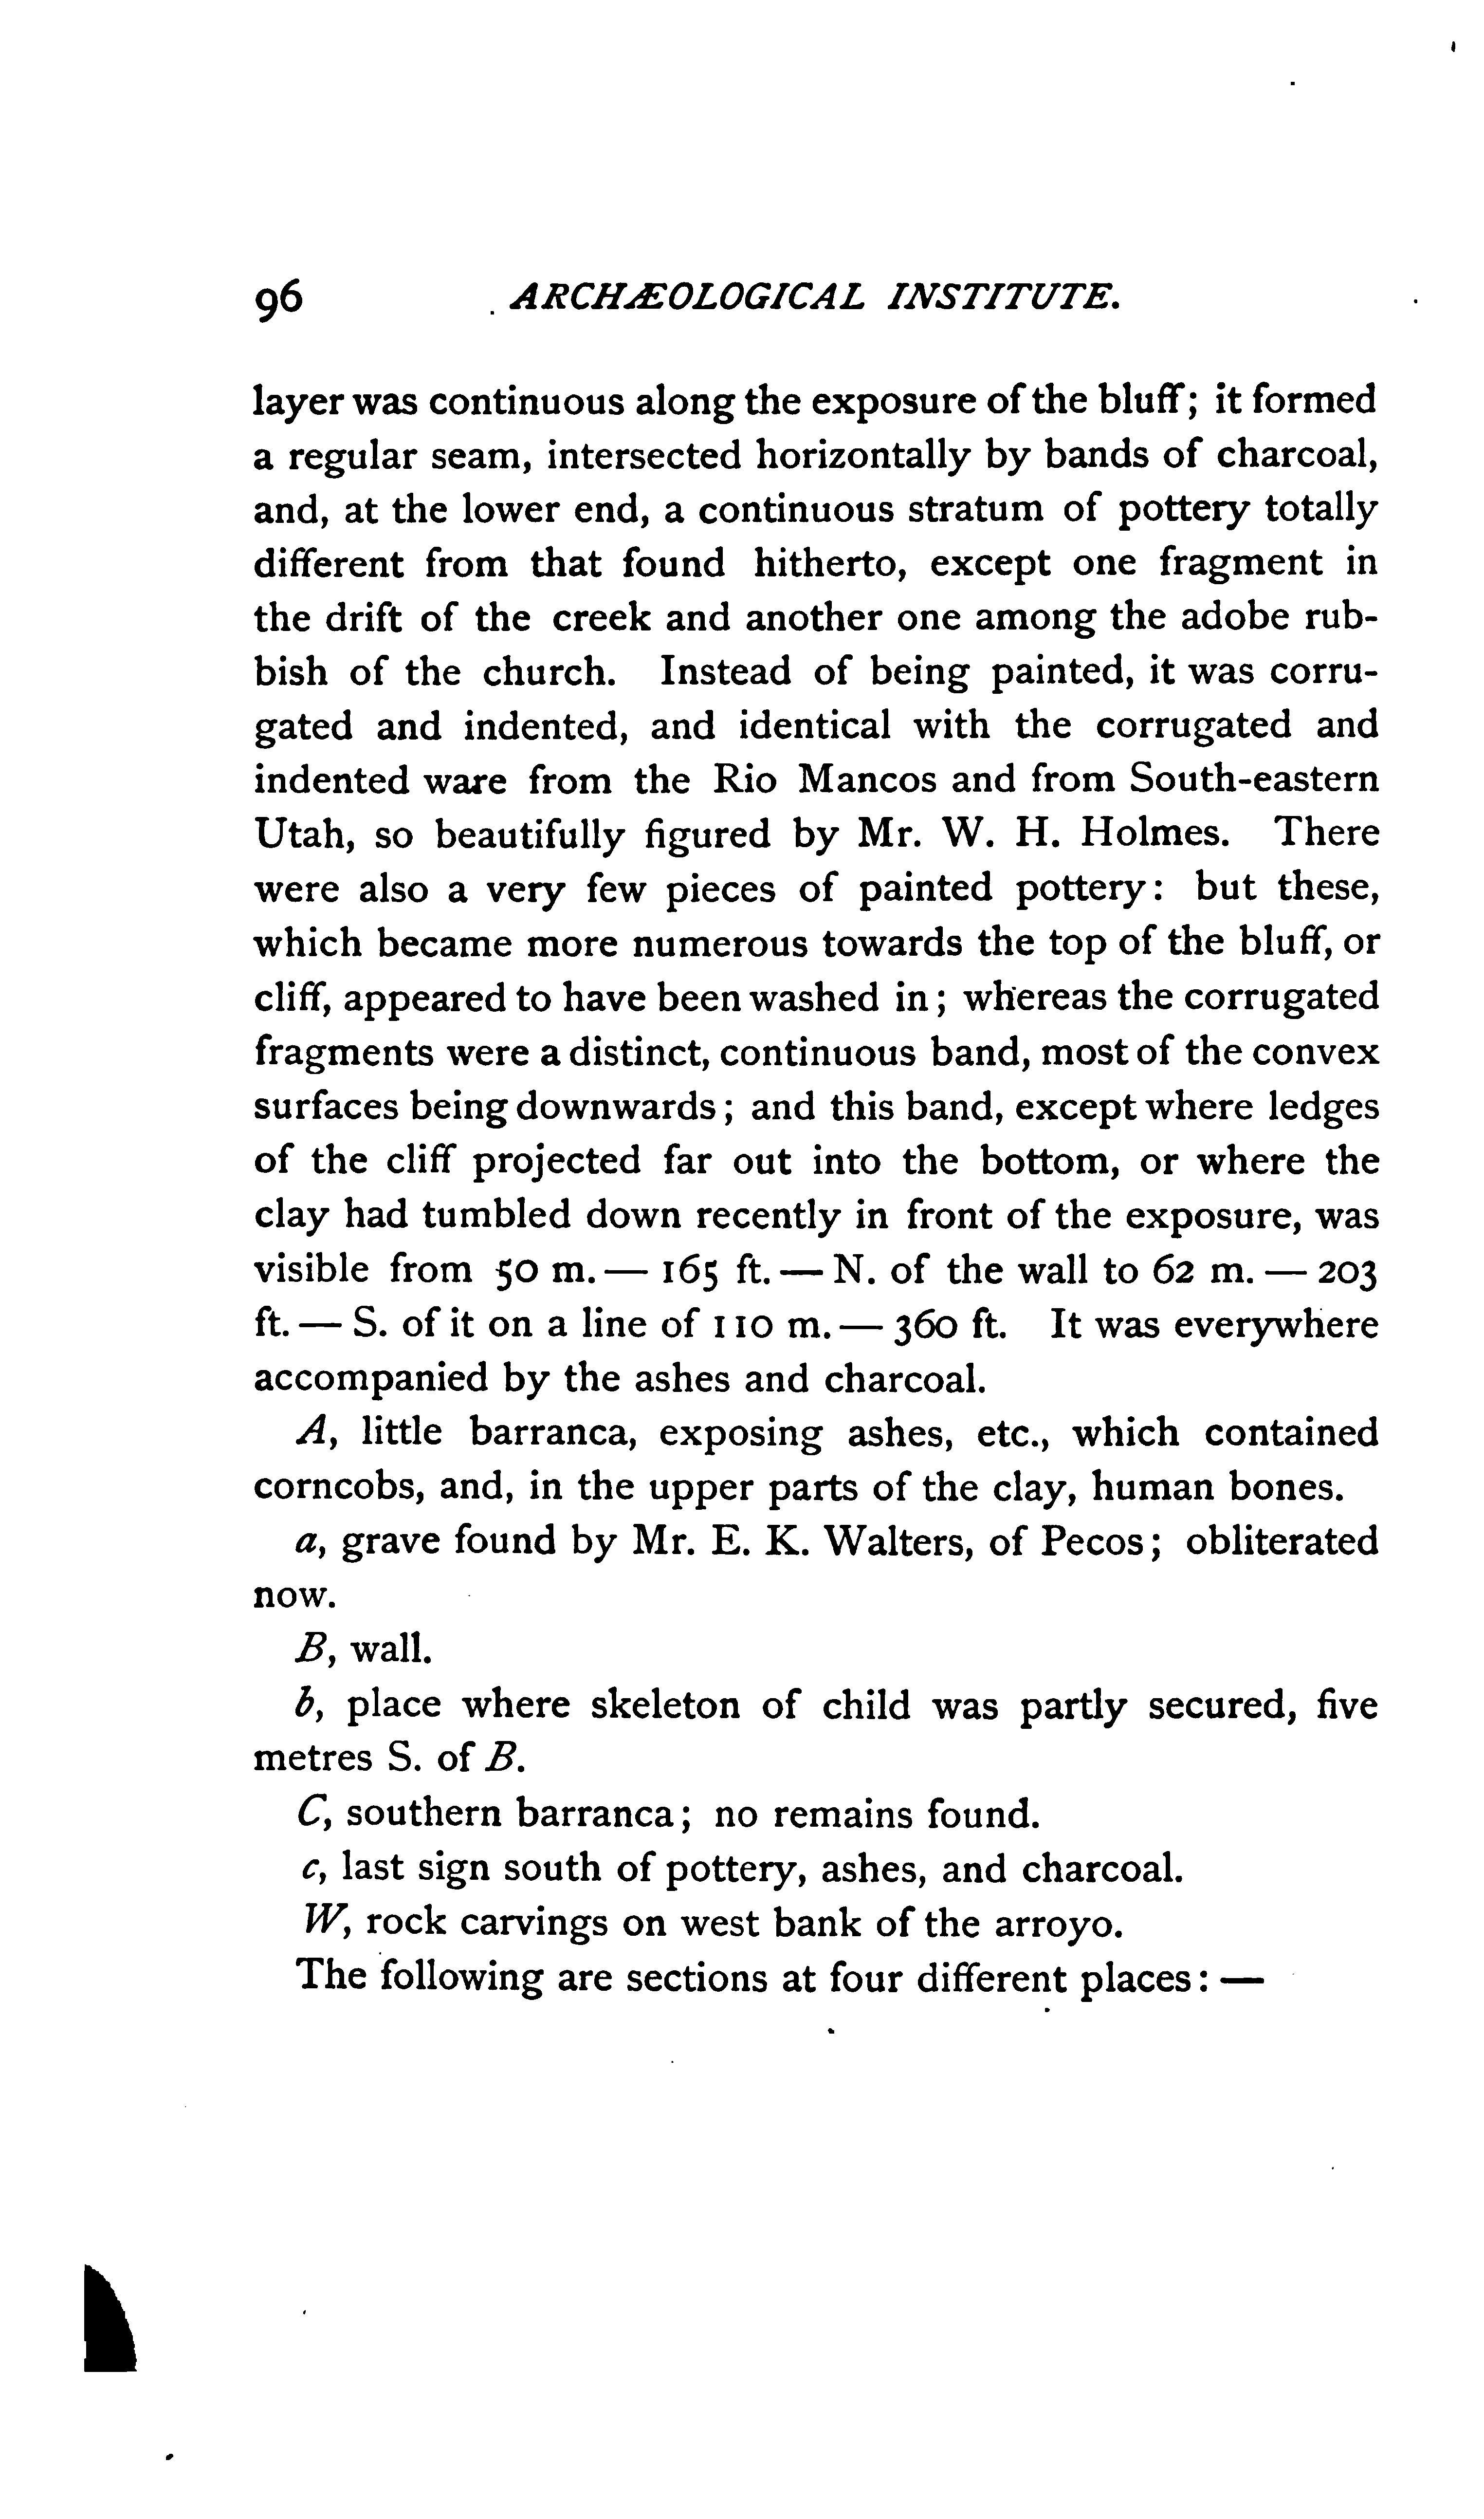 96 ARCHÆOLOGICAL INSTITUTE.
layer was continuous along the exposure of the bluff; it formed
a regular seam, intersected horizontally by bands of charcoal,
and, at the lower end, a continuous stratum of pottery totally
different from that found hitherto, except one fragment in
the drift of the creek and another one among the adobe rub-
bish of the church. Instead of being painted, it was corru-
gated and indented, and identical with the corrugated and
indented ware from the Rio Mancos and from South-eastern
Utah, so beautifully figured by Mr. W. H. Holmes. There
were also a very few pieces of painted pottery: but these,
which became more numerous towards the top of the bluff, or
cliff, appeared to have been washed in; whereas the corrugated
fragments were a distinct, continuous band, most of the convex
surfaces being downwards; and this band, except where ledges
of the cliff projected far out into the bottom, or where the
clay had tumbled down recently in front of the exposure, was
visible from 50 m. — 165 ft. — N. of the wall to 62 m. — 203
ft. — S. of it on a line of 110 m. — 360 ft. It was everywhere
accompanied by the ashes and charcoal.
A, little barranca, exposing ashes, etc., which contained
corncobs, and, in the upper parts of the clay, human bones.
a, grave found by Mr. E. K. Walters, of Pecos; obliterated
now.
B, wall.
b, place where skeleton of child was partly secured, five
metres S. of B.
C, southern barranca; no remains found.
c, last sign south of pottery, ashes, and charcoal.
W, rock carvings on west bank of the arroyo.
The following are sections at four different places: —